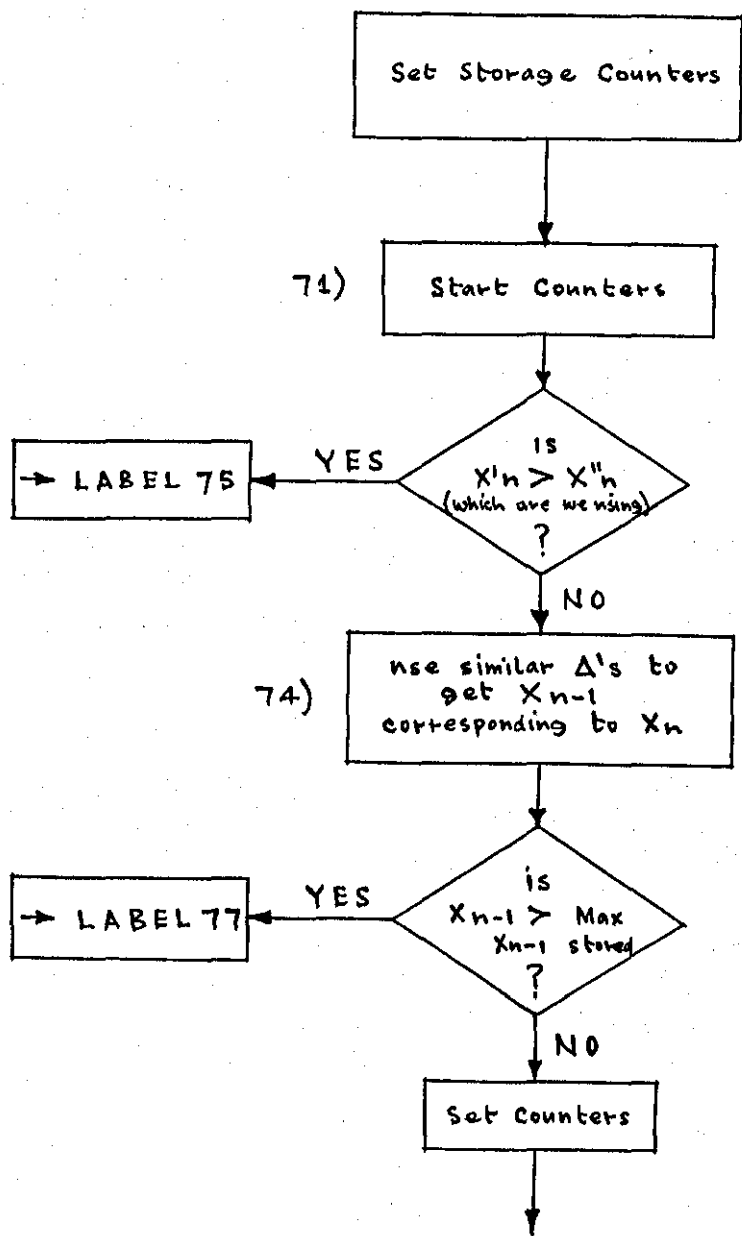 Set Storage Counters
71) Start Counters
is
X'n > X"n
(which are we using)
?
YES
→ LABEL 75
NO
74) use similar Δ's to
get Xn-1
corresponding to Xn
is
Xn-1 > Max
Xn-1 stored
?
YES
→ LABEL 77
NO
Set Counters